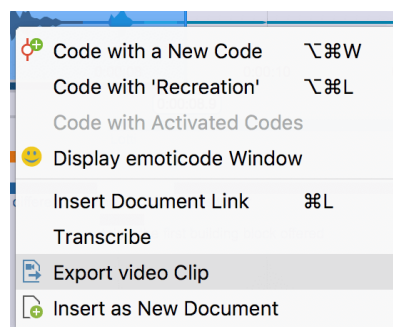 Code with a New Code ⌥⌘W
Code with 'Recreation' ⌥⌘L
Code with Activated Codes
Display emoticode Window
Insert Document Link ⌘L
Transcribe
Export video Clip
Insert as New Document